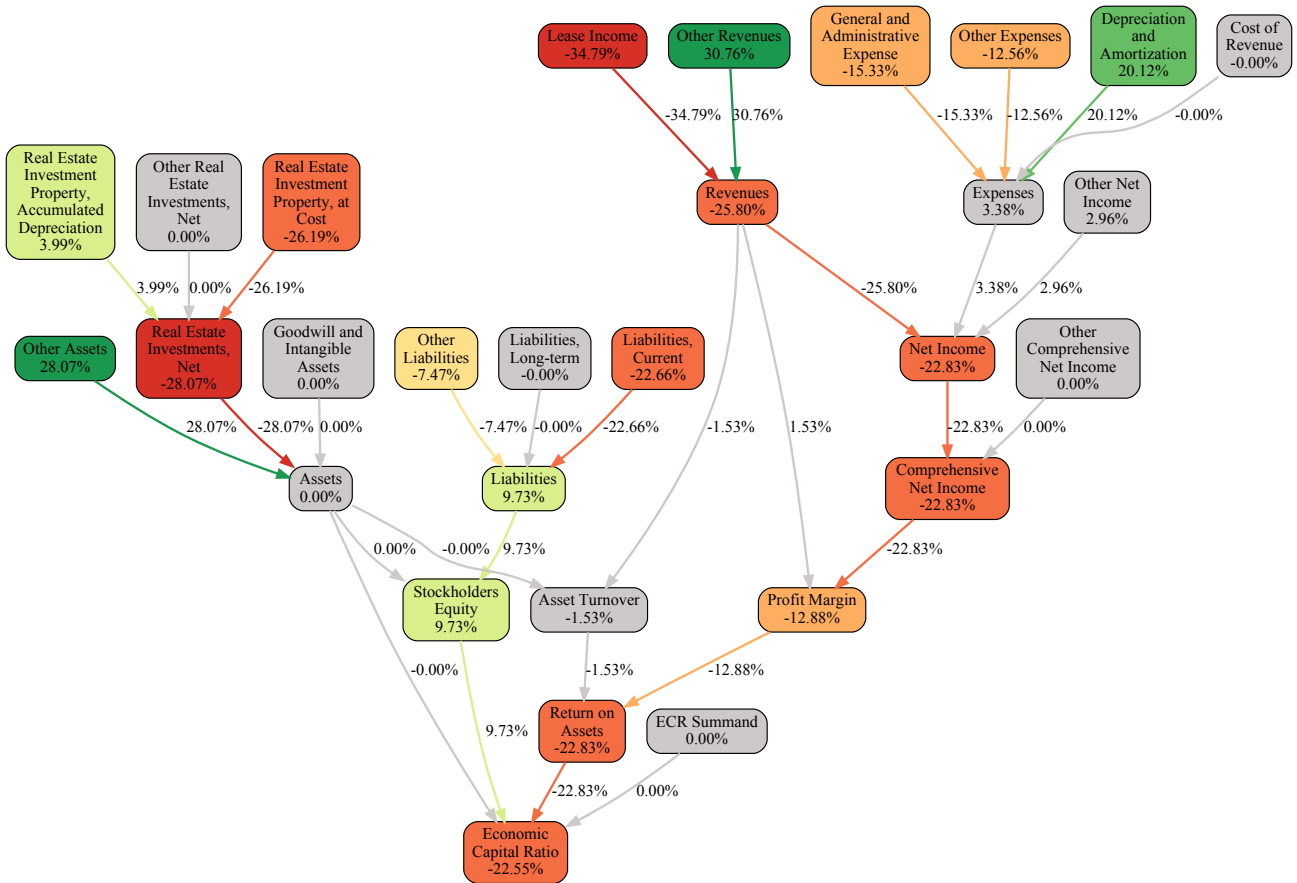 Lease Income
-34.79%
Other Revenues
30.76%
General and
Administrative
Expense
-15.33%
Other Expenses
-12.56%
Depreciation
and
Amortization
20.12%
Cost of
Revenue
-0.00%
-34.79%
30.76%
-15.33%
-12.56%
20.12%
-0.00%
Real Estate
Investment
Property,
Accumulated
Depreciation
3.99%
Other Real
Estate
Investments,
Net
0.00%
Real Estate
Investment
Property, at
Cost
-26.19%
Revenues
-25.80%
Expenses
3.38%
Other Net
Income
2.96%
3.99%
0.00%
-26.19%
-25.80%
3.38%
2.96%
Other Assets
28.07%
Real Estate
Investments,
Net
-28.07%
Goodwill and
Intangible
Assets
0.00%
Other
Liabilities
-7.47%
Liabilities,
Long-term
-0.00%
Liabilities,
Current
-22.66%
Net Income
-22.83%
Other
Comprehensive
Net Income
0.00%
28.07%
-28.07%
0.00%
-7.47%
-0.00%
-22.66%
-1.53%
1.53%
-22.83%
0.00%
Assets
0.00%
Liabilities
9.73%
Comprehensive
Net Income
-22.83%
0.00%
-0.00%
9.73%
-22.83%
Stockholders
Equity
9.73%
Asset Turnover
-1.53%
Profit Margin
-12.88%
-0.00%
-1.53%
-12.88%
9.73%
Return on
Assets
-22.83%
ECR Summand
0.00%
-22.83%
0.00%
Economic
Capital Ratio
-22.55%